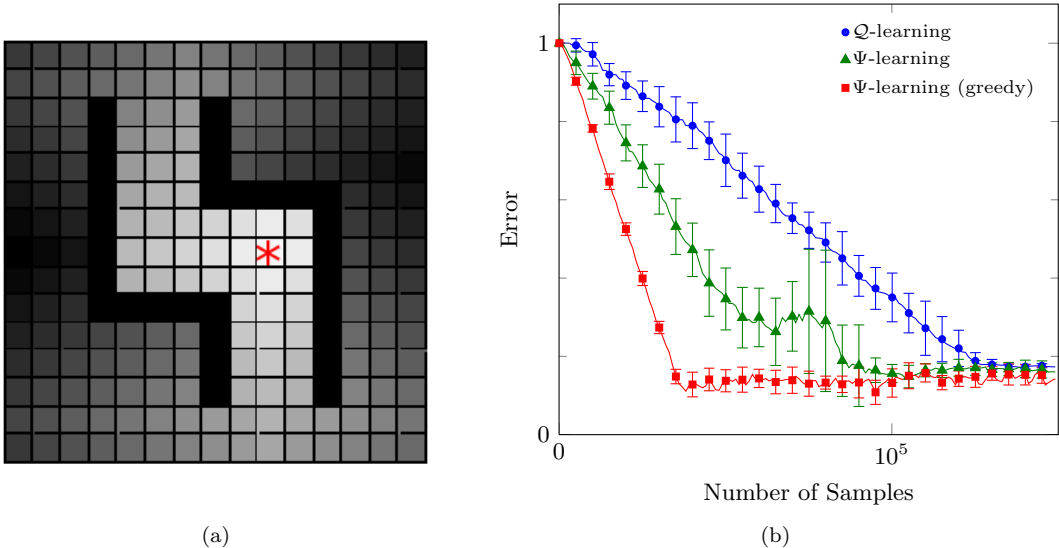 (a)
Error
1
0
0
10⁵
Number of Samples
𝒬-learning
Ψ-learning
Ψ-learning (greedy)
(b)